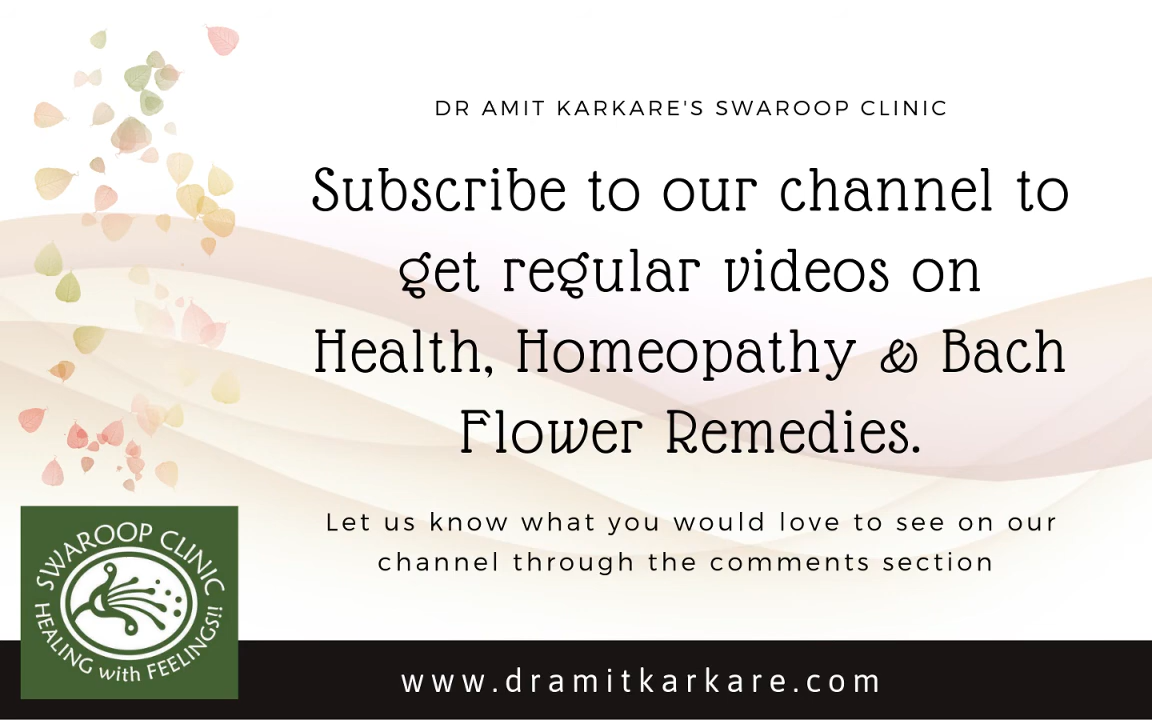 DR AMIT KARKARE'S SWAROOP CLINIC
Subscribe to our channel to
get regular videos on
Health, Homeopathy & Bach
Flower Remedies.
Let us know what you would love to see on our
channel through the comments section
SWAROOP CLINIC
HEALING with FEELINGS!!
www.dramitkarkare.com